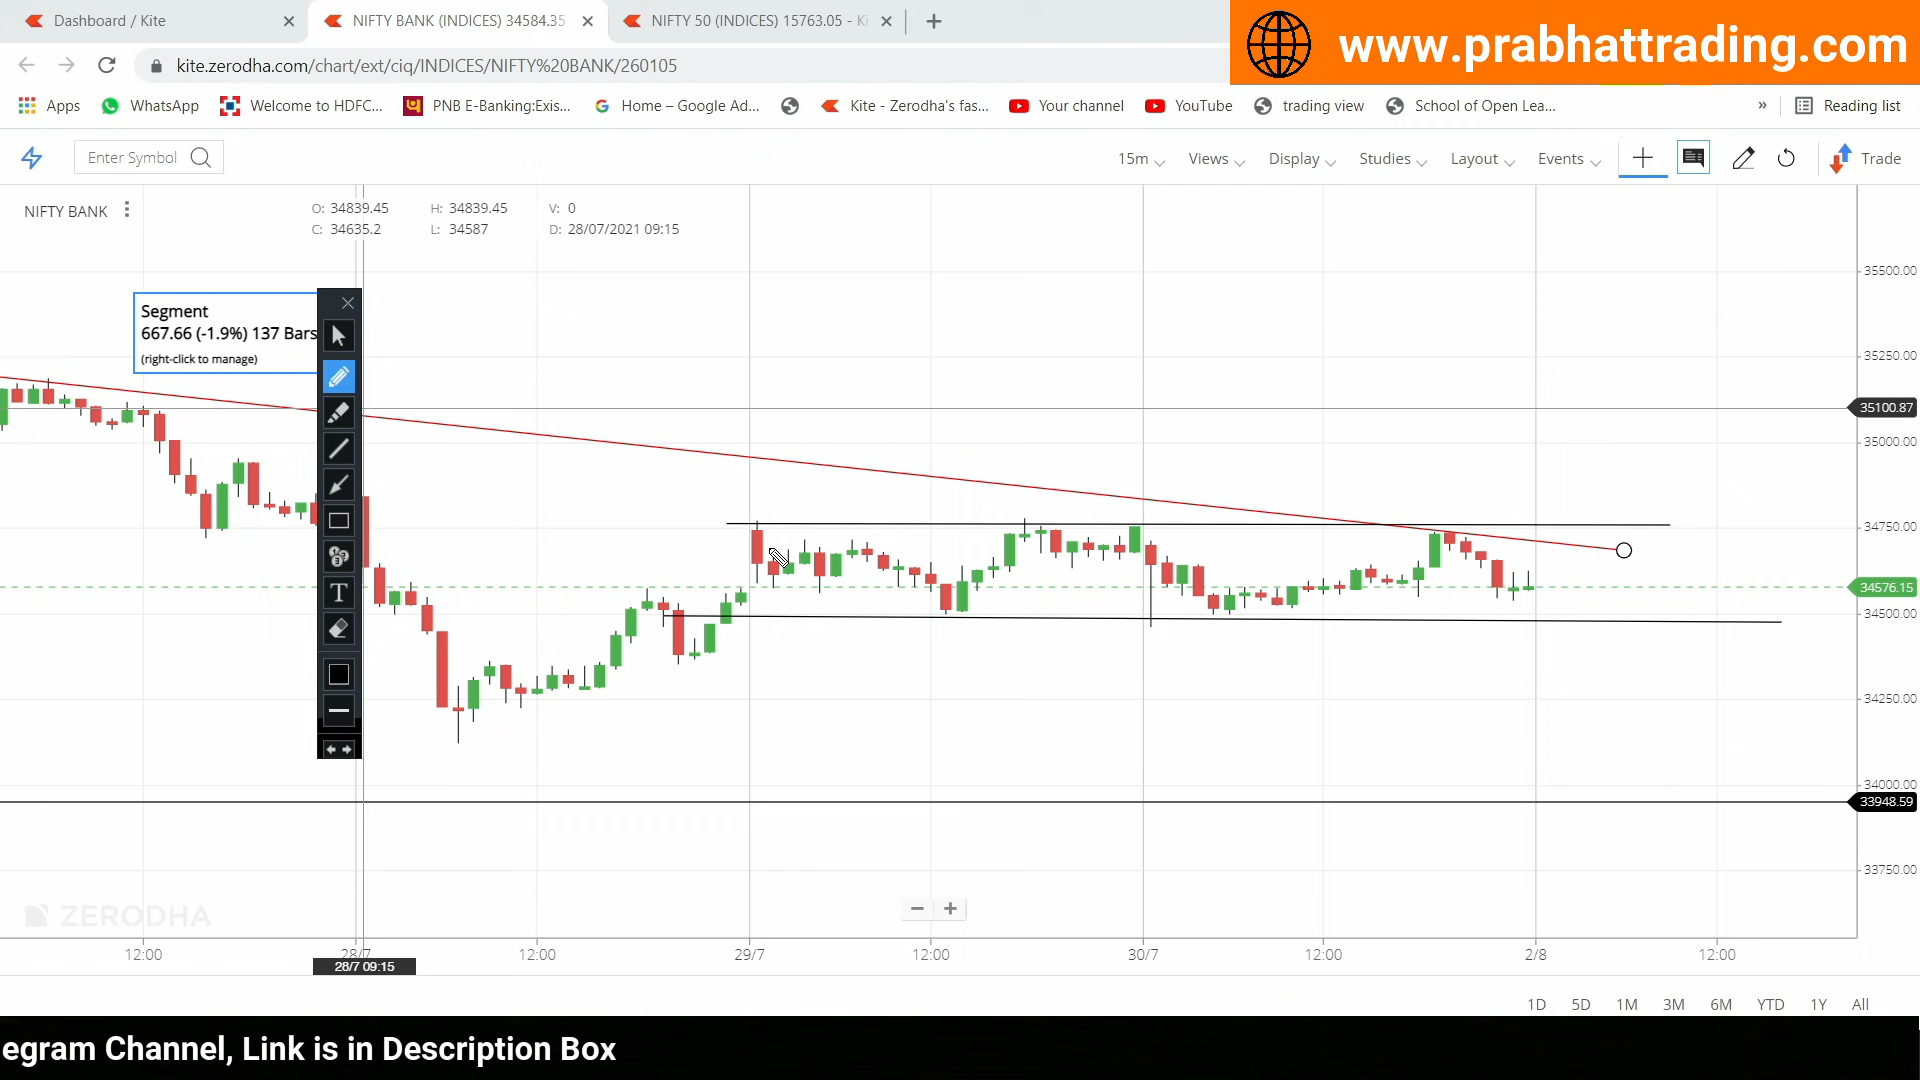 Dashboard / Kite
NIFTY BANK (INDICES) 34584.35
NIFTY 50 (INDICES) 15763.05 - K
www.prabhattrading.com
kite.zerodha.com/chart/ext/ciq/INDICES/NIFTY%20BANK/260105
Apps
WhatsApp
Welcome to HDFC...
PNB E-Banking:Exis...
Home – Google Ad...
Kite - Zerodha's fas...
Your channel
YouTube
trading view
School of Open Lea...
»
Reading list
Enter Symbol
15m
Views
Display
Studies
Layout
Events
Trade
NIFTY BANK
O: 34839.45 H: 34839.45 V: 0
C: 34635.2 L: 34587 D: 28/07/2021 09:15
Segment
667.66 (-1.9%) 137 Bars
(right-click to manage)
T
35500.00
35250.00
35100.87
35000.00
34750.00
34576.15
34500.00
34250.00
34000.00
33948.59
33750.00
ZERODHA
12:00
28/7
12:00
29/7
12:00
30/7
12:00
2/8
12:00
28/7 09:15
1D 5D 1M 3M 6M YTD 1Y All
egram Channel, Link is in Description Box